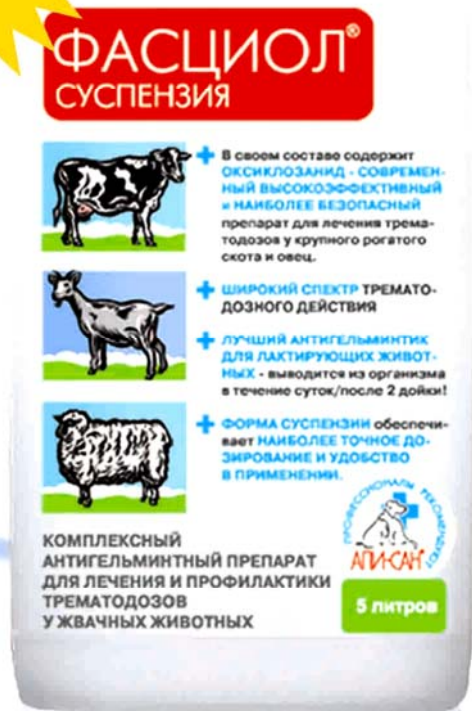 ФАСЦИОЛ®
СУСПЕНЗИЯ
+ В своем составе содержит
ОКСИКЛОЗАНИД - СОВРЕМЕН-
НЫЙ ВЫСОКОЭФФЕКТИВНЫЙ
и НАИБОЛЕЕ БЕЗОПАСНЫЙ
препарат для лечения трема-
тодозов у крупного рогатого
скота и овец.
+ ШИРОКИЙ СПЕКТР ТРЕМАТО-
ДОЗНОГО ДЕЙСТВИЯ
+ ЛУЧШИЙ АНТИГЕЛЬМИНТИК
ДЛЯ ЛАКТИРУЮЩИХ ЖИВОТ-
НЫХ - выводится из организма
в течение суток/после 2 дойки!
+ ФОРМА СУСПЕНЗИИ обеспечи-
вает НАИБОЛЕЕ ТОЧНОЕ ДО-
ЗИРОВАНИЕ И УДОБСТВО
В ПРИМЕНЕНИИ.
ПРОФЕССИОНАЛЫ РЕКОМЕНДУЮТ
АПИ-САН
КОМПЛЕКСНЫЙ
АНТИГЕЛЬМИНТНЫЙ ПРЕПАРАТ
ДЛЯ ЛЕЧЕНИЯ И ПРОФИЛАКТИКИ
ТРЕМАТОДОЗОВ
У ЖВАЧНЫХ ЖИВОТНЫХ
5 литров